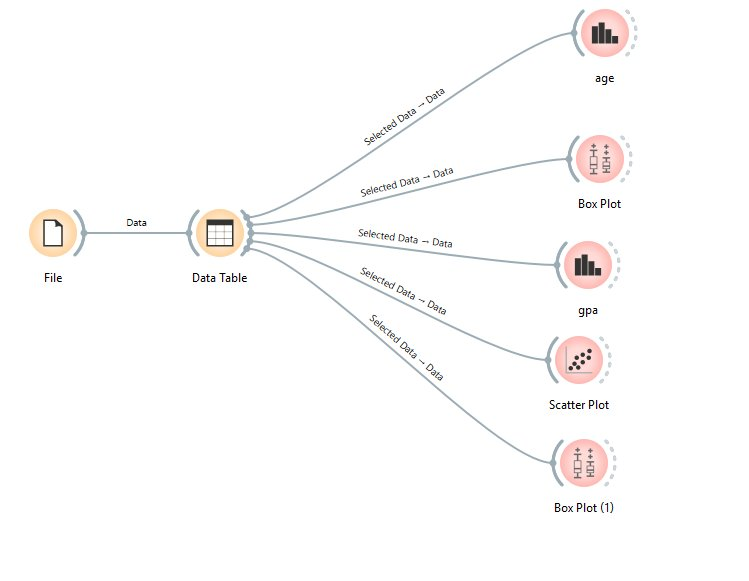 age
Selected Data → Data
Box Plot
Selected Data → Data
Data
Selected Data → Data
File
Data Table
gpa
Selected Data → Data
Scatter Plot
Selected Data → Data
Box Plot (1)